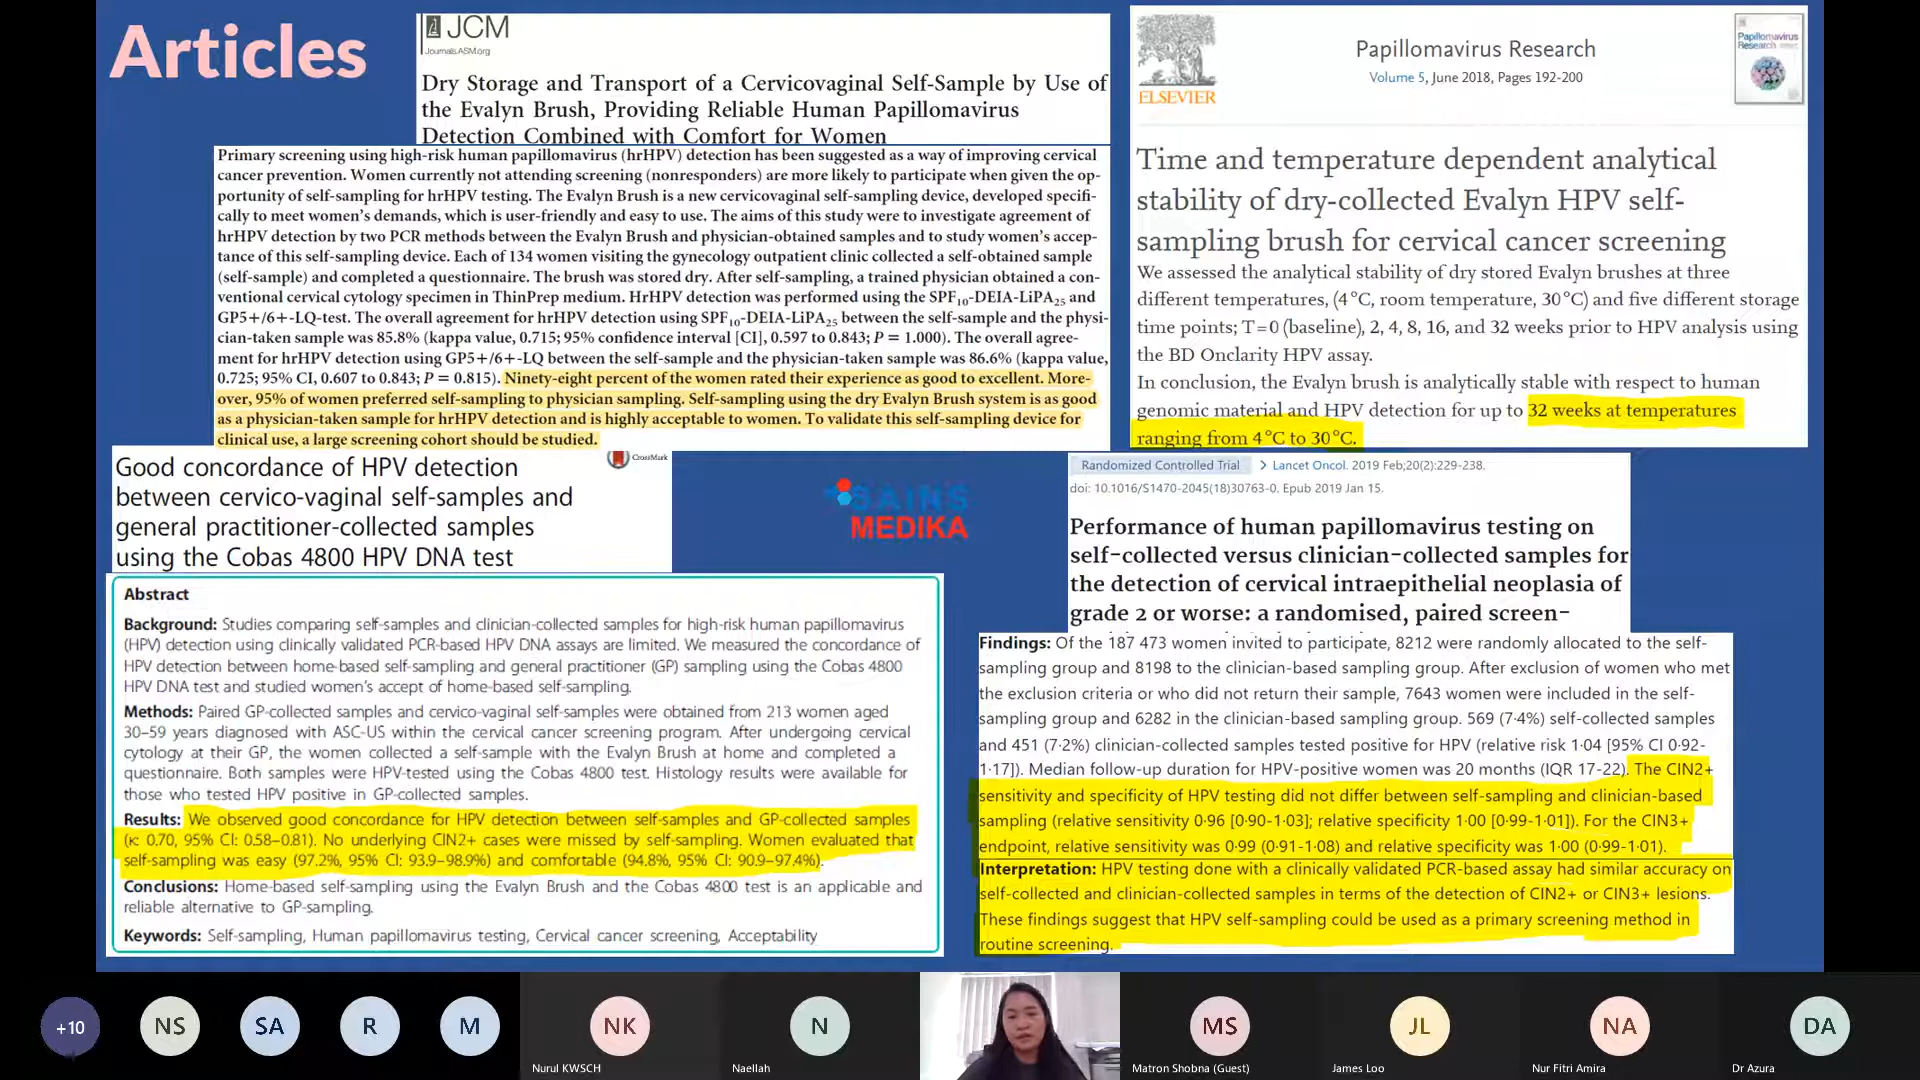 Articles
JCM
JournalsASM.org
Dry Storage and Transport of a Cervicovaginal Self-Sample by Use of
the Evalyn Brush, Providing Reliable Human Papillomavirus
Detection Combined with Comfort for Women
Primary screening using high-risk human papillomavirus (hrHPV) detection has been suggested as a way of improving cervical
cancer prevention. Women currently not attending screening (nonresponders) are more likely to participate when given the op-
portunity of self-sampling for hrHPV testing. The Evalyn Brush is a new cervicovaginal self-sampling device, developed specifi-
cally to meet women's demands, which is user-friendly and easy to use. The aims of this study were to investigate agreement of
hrHPV detection by two PCR methods between the Evalyn Brush and physician-obtained samples and to study women's accep-
tance of this self-sampling device. Each of 134 women visiting the gynecology outpatient clinic collected a self-obtained sample
(self-sample) and completed a questionnaire. The brush was stored dry. After self-sampling, a trained physician obtained a con-
ventional cervical cytology specimen in ThinPrep medium. HrHPV detection was performed using the SPF10-DEIA-LiPA25 and
GP5+/6+-LQ-test. The overall agreement for hrHPV detection using SPF10-DEIA-LiPA25 between the self-sample and the physi-
cian-taken sample was 85.8% (kappa value, 0.715; 95% confidence interval [CI], 0.597 to 0.843; P = 1.000). The overall agree-
ment for hrHPV detection using GP5+/6+-LQ between the self-sample and the physician-taken sample was 86.6% (kappa value,
0.725; 95% CI, 0.607 to 0.843; P = 0.815). Ninety-eight percent of the women rated their experience as good to excellent. More-
over, 95% of women preferred self-sampling to physician sampling. Self-sampling using the dry Evalyn Brush system is as good
as a physician-taken sample for hrHPV detection and is highly acceptable to women. To validate this self-sampling device for
clinical use, a large screening cohort should be studied.
ELSEVIER
Papillomavirus Research
Volume 5, June 2018, Pages 192-200
Papillomavirus
Research
Time and temperature dependent analytical
stability of dry-collected Evalyn HPV self-
sampling brush for cervical cancer screening
We assessed the analytical stability of dry stored Evalyn brushes at three
different temperatures, (4 °C, room temperature, 30 °C) and five different storage
time points; T=0 (baseline), 2, 4, 8, 16, and 32 weeks prior to HPV analysis using
the BD Onclarity HPV assay.
In conclusion, the Evalyn brush is analytically stable with respect to human
genomic material and HPV detection for up to 32 weeks at temperatures
ranging from 4 °C to 30 °C.
CrossMark
Good concordance of HPV detection
between cervico-vaginal self-samples and
general practitioner-collected samples
using the Cobas 4800 HPV DNA test
Abstract
Background: Studies comparing self-samples and clinician-collected samples for high-risk human papillomavirus
(HPV) detection using clinically validated PCR-based HPV DNA assays are limited. We measured the concordance of
HPV detection between home-based self-sampling and general practitioner (GP) sampling using the Cobas 4800
HPV DNA test and studied women's accept of home-based self-sampling.
Methods: Paired GP-collected samples and cervico-vaginal self-samples were obtained from 213 women aged
30–59 years diagnosed with ASC-US within the cervical cancer screening program. After undergoing cervical
cytology at their GP, the women collected a self-sample with the Evalyn Brush at home and completed a
questionnaire. Both samples were HPV-tested using the Cobas 4800 test. Histology results were available for
those who tested HPV positive in GP-collected samples.
Results: We observed good concordance for HPV detection between self-samples and GP-collected samples
(κ: 0.70, 95% CI: 0.58–0.81). No underlying CIN2+ cases were missed by self-sampling. Women evaluated that
self-sampling was easy (97.2%, 95% CI: 93.9–98.9%) and comfortable (94.8%, 95% CI: 90.9–97.4%).
Conclusions: Home-based self-sampling using the Evalyn Brush and the Cobas 4800 test is an applicable and
reliable alternative to GP-sampling.
Keywords: Self-sampling, Human papillomavirus testing, Cervical cancer screening, Acceptability
SAINS
MEDIKA
Randomized Controlled Trial > Lancet Oncol. 2019 Feb;20(2):229-238.
doi: 10.1016/S1470-2045(18)30763-0. Epub 2019 Jan 15.
Performance of human papillomavirus testing on
self-collected versus clinician-collected samples for
the detection of cervical intraepithelial neoplasia of
grade 2 or worse: a randomised, paired screen-
Findings: Of the 187 473 women invited to participate, 8212 were randomly allocated to the self-
sampling group and 8198 to the clinician-based sampling group. After exclusion of women who met
the exclusion criteria or who did not return their sample, 7643 women were included in the self-
sampling group and 6282 in the clinician-based sampling group. 569 (7·4%) self-collected samples
and 451 (7·2%) clinician-collected samples tested positive for HPV (relative risk 1·04 [95% CI 0·92-
1·17]). Median follow-up duration for HPV-positive women was 20 months (IQR 17-22). The CIN2+
sensitivity and specificity of HPV testing did not differ between self-sampling and clinician-based
sampling (relative sensitivity 0·96 [0·90-1·03]; relative specificity 1·00 [0·99-1·01]). For the CIN3+
endpoint, relative sensitivity was 0·99 (0·91-1·08) and relative specificity was 1·00 (0·99-1·01).
Interpretation: HPV testing done with a clinically validated PCR-based assay had similar accuracy on
self-collected and clinician-collected samples in terms of the detection of CIN2+ or CIN3+ lesions.
These findings suggest that HPV self-sampling could be used as a primary screening method in
routine screening.
+10
NS
SA
R
M
NK
N
MS
JL
NA
DA
Nurul KWSCH
Naellah
Matron Shobna (Guest)
James Loo
Nur Fitri Amira
Dr Azura